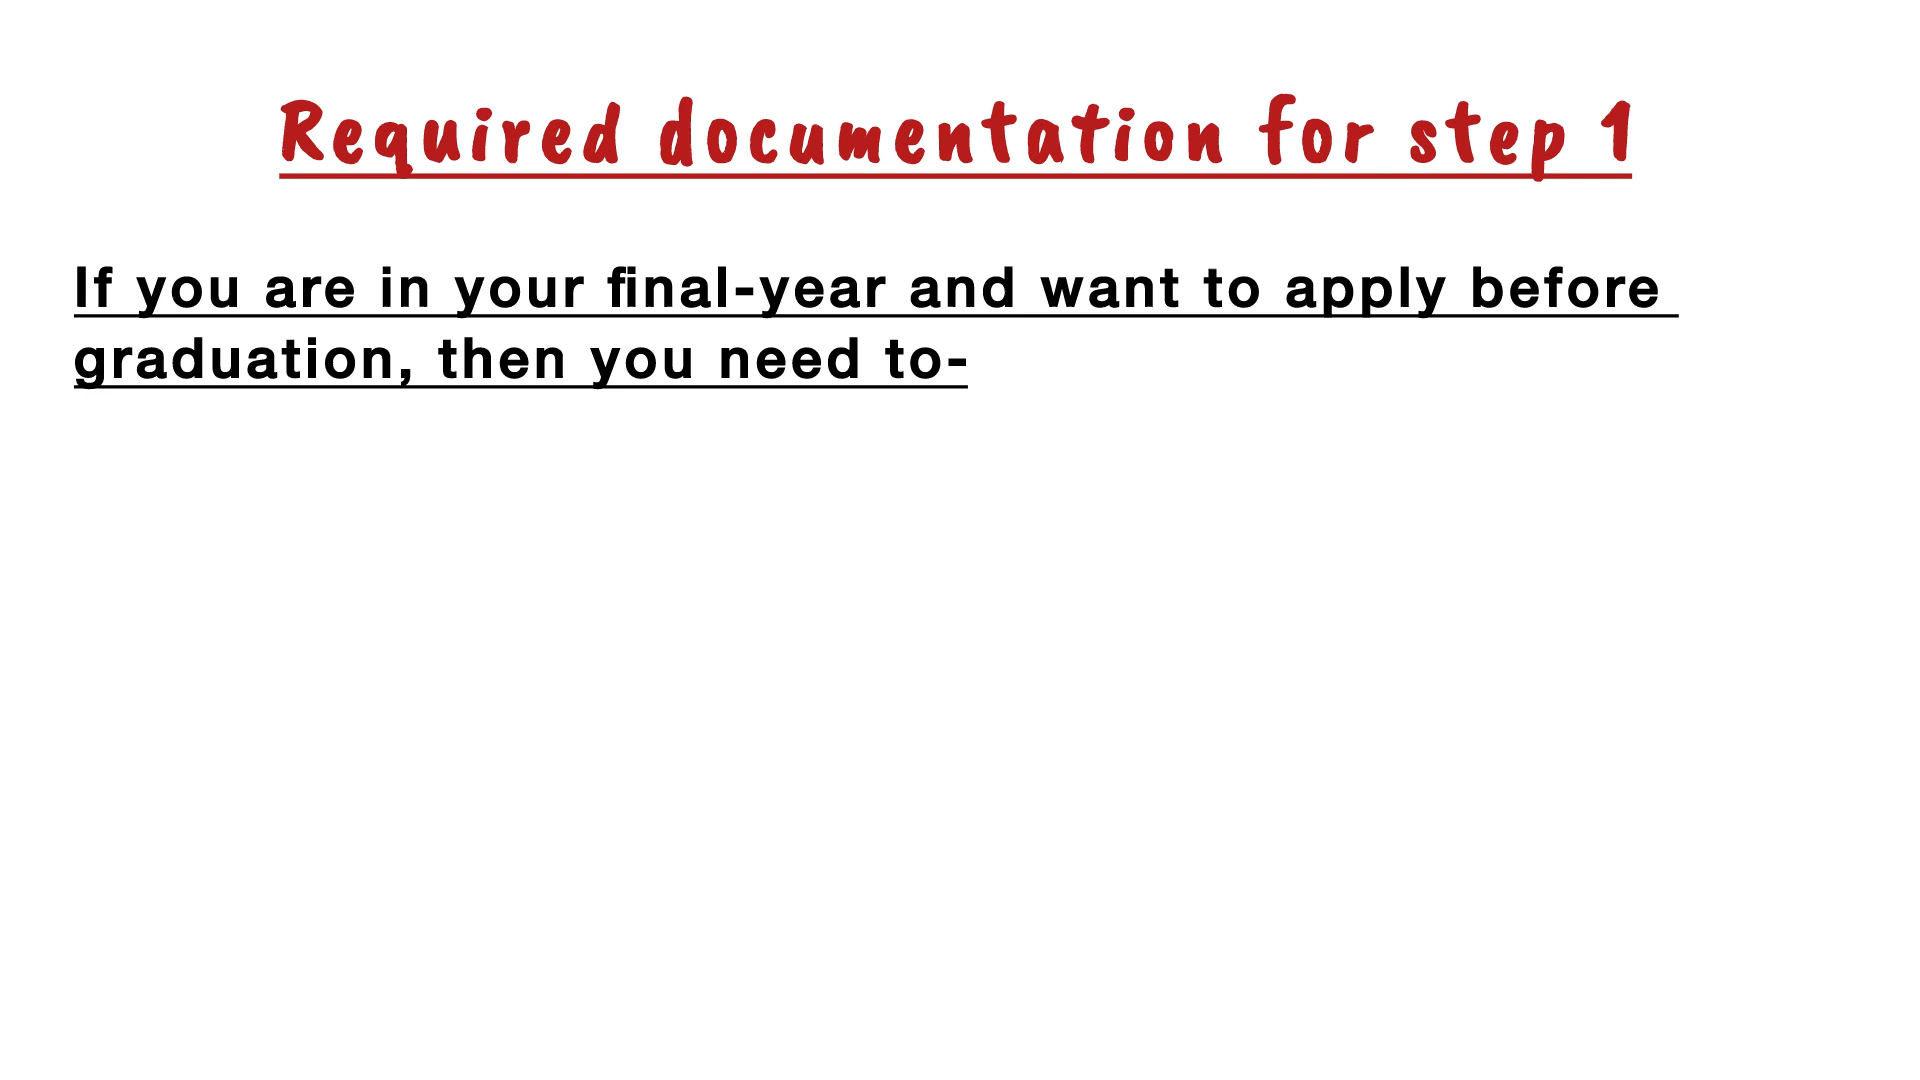 Required documentation for step 1
If you are in your final-year and want to apply before
graduation, then you need to-